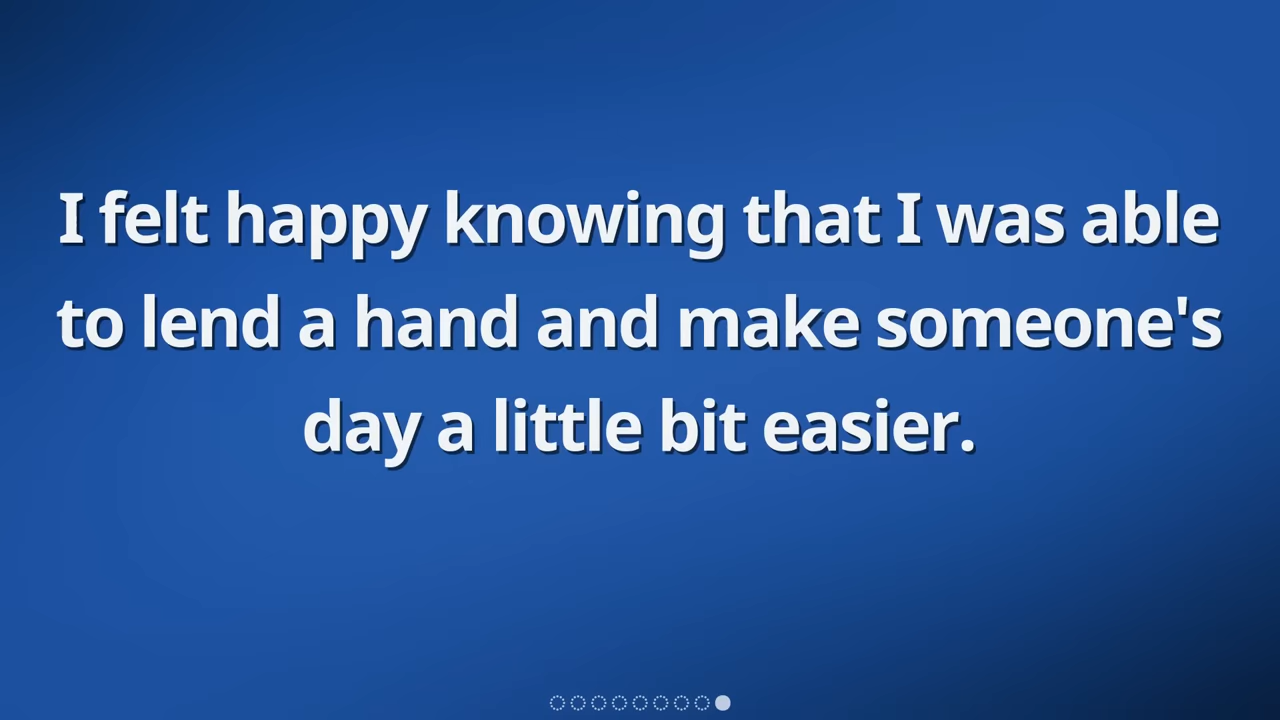 I felt happy knowing that I was able
to lend a hand and make someone's
day a little bit easier.